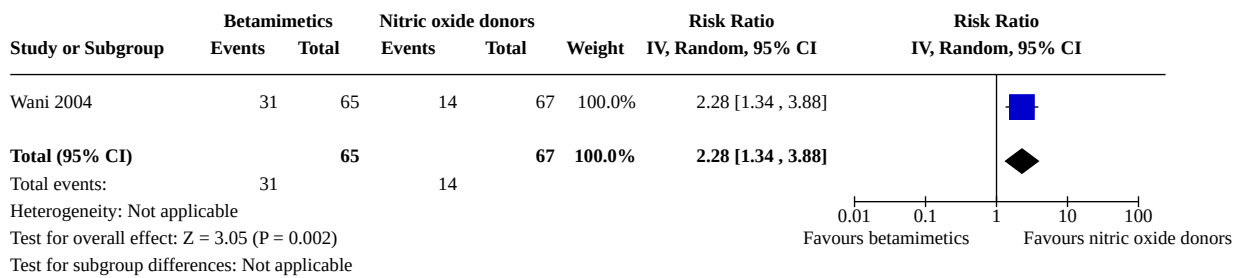 Betamimetics Nitric oxide donors Risk Ratio Risk Ratio
Study or Subgroup Events Total Events Total Weight IV, Random, 95% CI IV, Random, 95% CI
Wani 2004 31 65 14 67 100.0% 2.28 [1.34 , 3.88]
Total (95% CI) 65 67 100.0% 2.28 [1.34 , 3.88]
Total events: 31 14
Heterogeneity: Not applicable
0.01 0.1 1 10 100
Test for overall effect: Z = 3.05 (P = 0.002) Favours betamimetics Favours nitric oxide donors
Test for subgroup differences: Not applicable